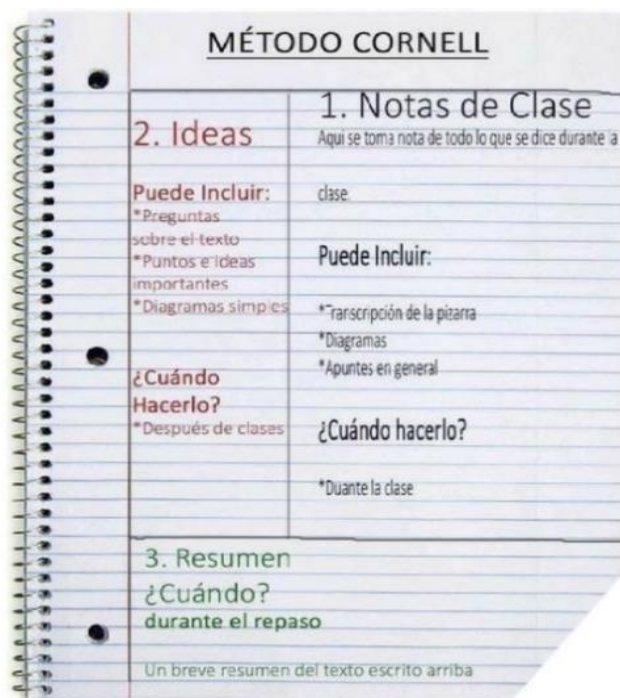 MÉTODO CORNELL
1. Notas de Clase
Aqui se toma nota de todo lo que se dice durante la
clase.
Puede Incluir:
*Transcripción de la pizarra
*Diagramas
*Apuntes en general
¿Cuándo hacerlo?
*Duante la clase
2. Ideas
Puede Incluir:
*Preguntas
sobre el texto
*Puntos e ideas
importantes
*Diagramas simples
¿Cuándo
Hacerlo?
*Después de clases
3. Resumen
¿Cuándo?
durante el repaso
Un breve resumen del texto escrito arriba